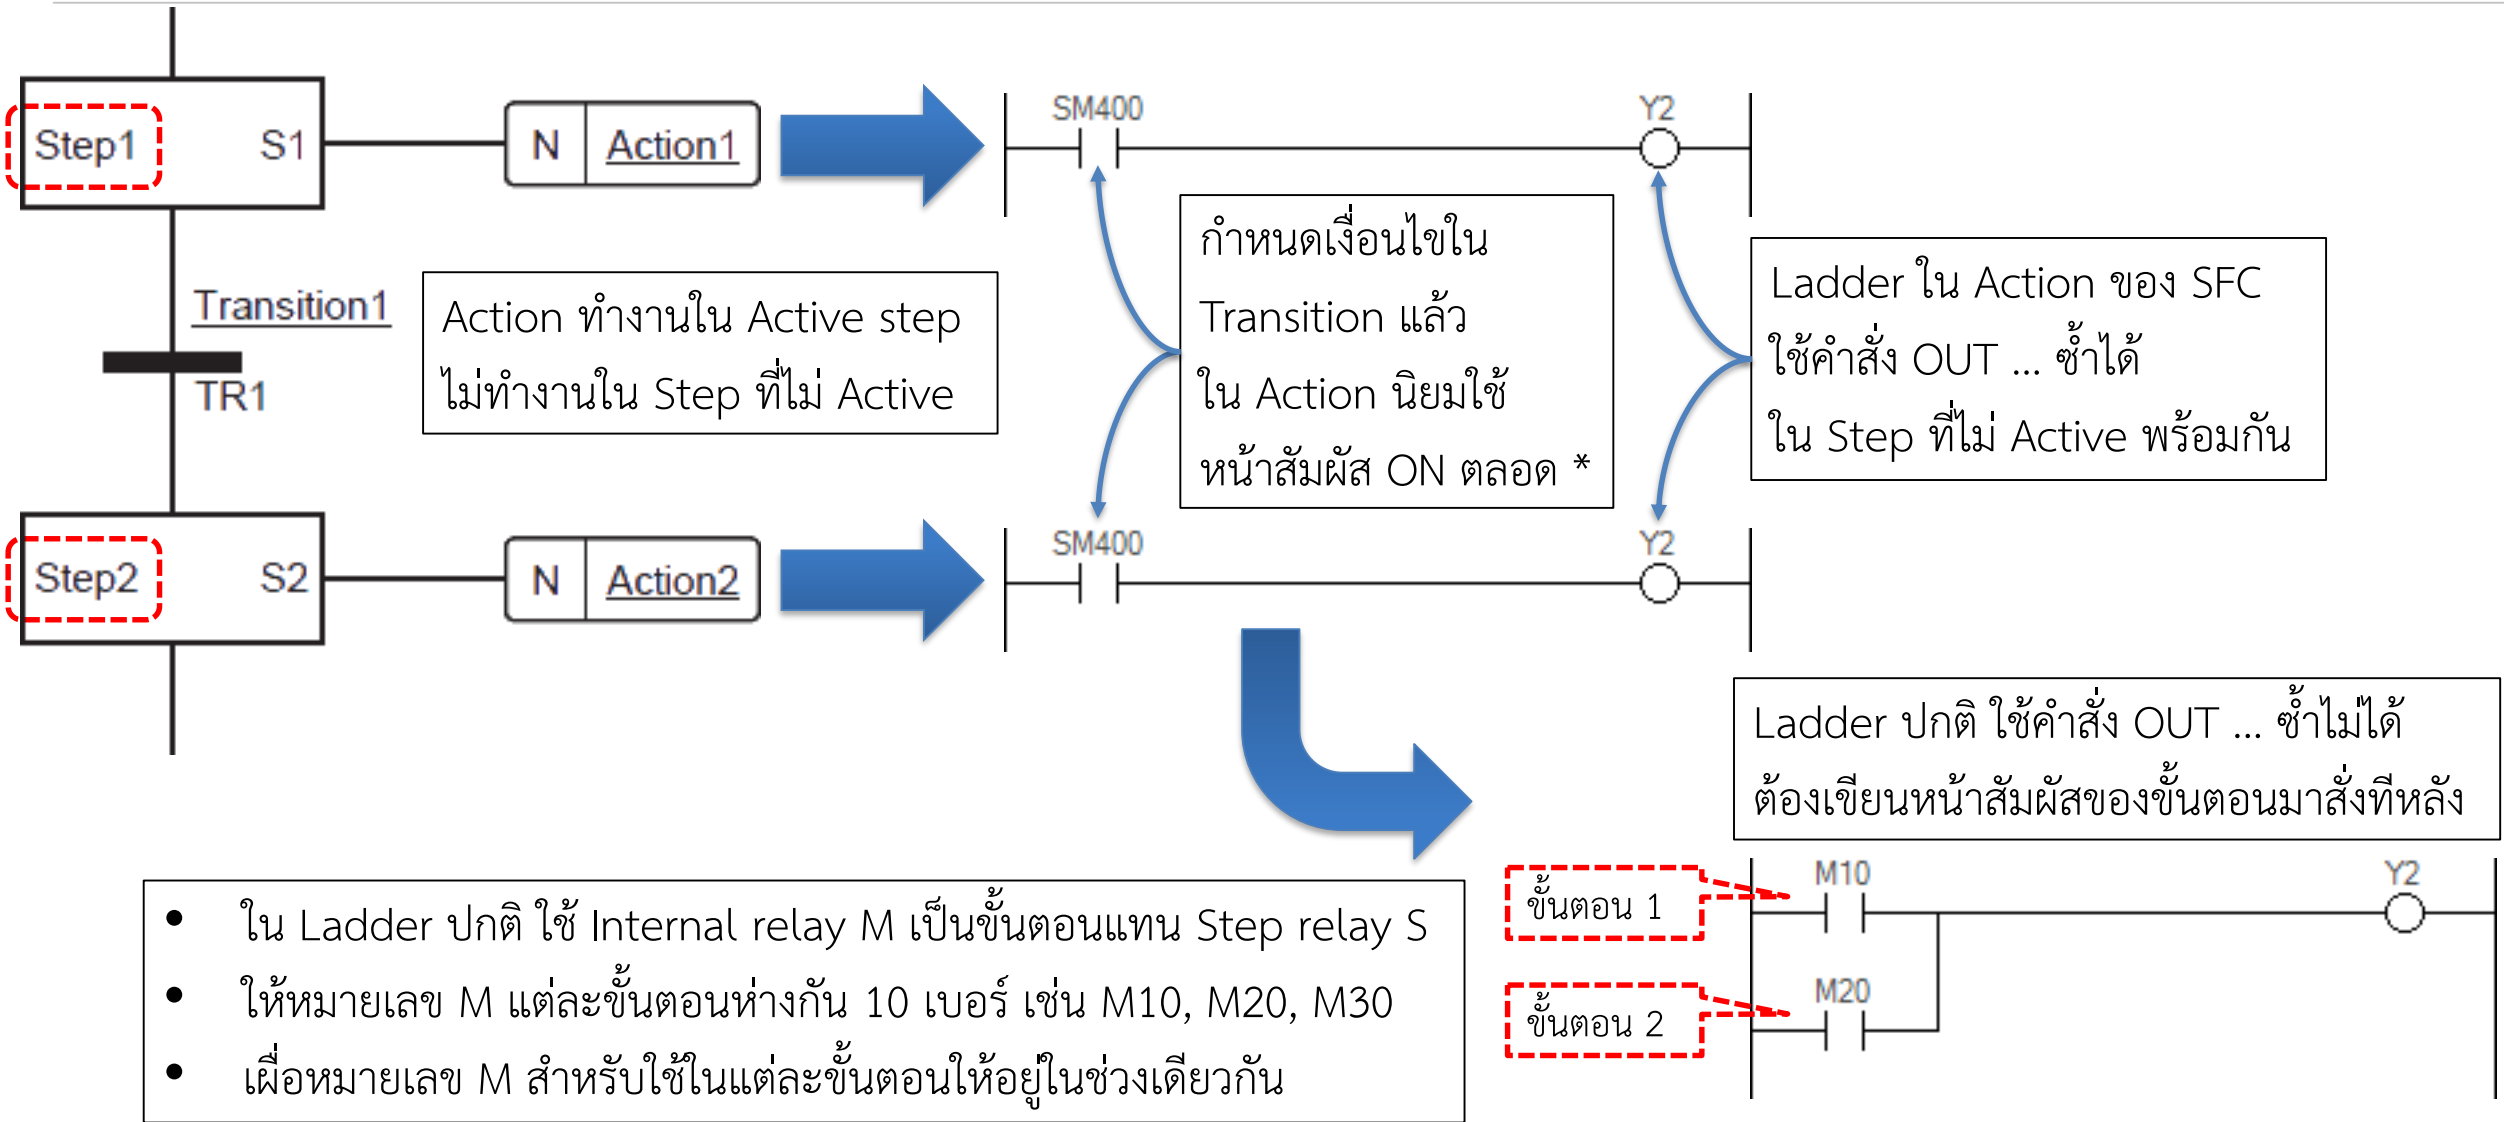 Step1 S1
N Action1
SM400 Y2
Transition1
TR1
Action ทำงานใน Active step
ไม่ทำงานใน Step ที่ไม่ Active
กำหนดเงื่อนไขใน
Transition แล้ว
ใน Action นิยมใช้
หน้าสัมผัส ON ตลอด *
Ladder ใน Action ของ SFC
ใช้คำสั่ง OUT ... ซ้ำได้
ใน Step ที่ไม่ Active พร้อมกัน
Step2 S2
N Action2
SM400 Y2
Ladder ปกติ ใช้คำสั่ง OUT ... ซ้ำไม่ได้
ต้องเขียนหน้าสัมผัสของขั้นตอนมาสั่งทีหลัง
• ใน Ladder ปกติ ใช้ Internal relay M เป็นขั้นตอนแทน Step relay S
• ให้หมายเลข M แต่ละขั้นตอนห่างกัน 10 เบอร์ เช่น M10, M20, M30
• เผื่อหมายเลข M สำหรับใช้ในแต่ละขั้นตอนให้อยู่ในช่วงเดียวกัน
ขั้นตอน 1
M10 Y2
ขั้นตอน 2
M20